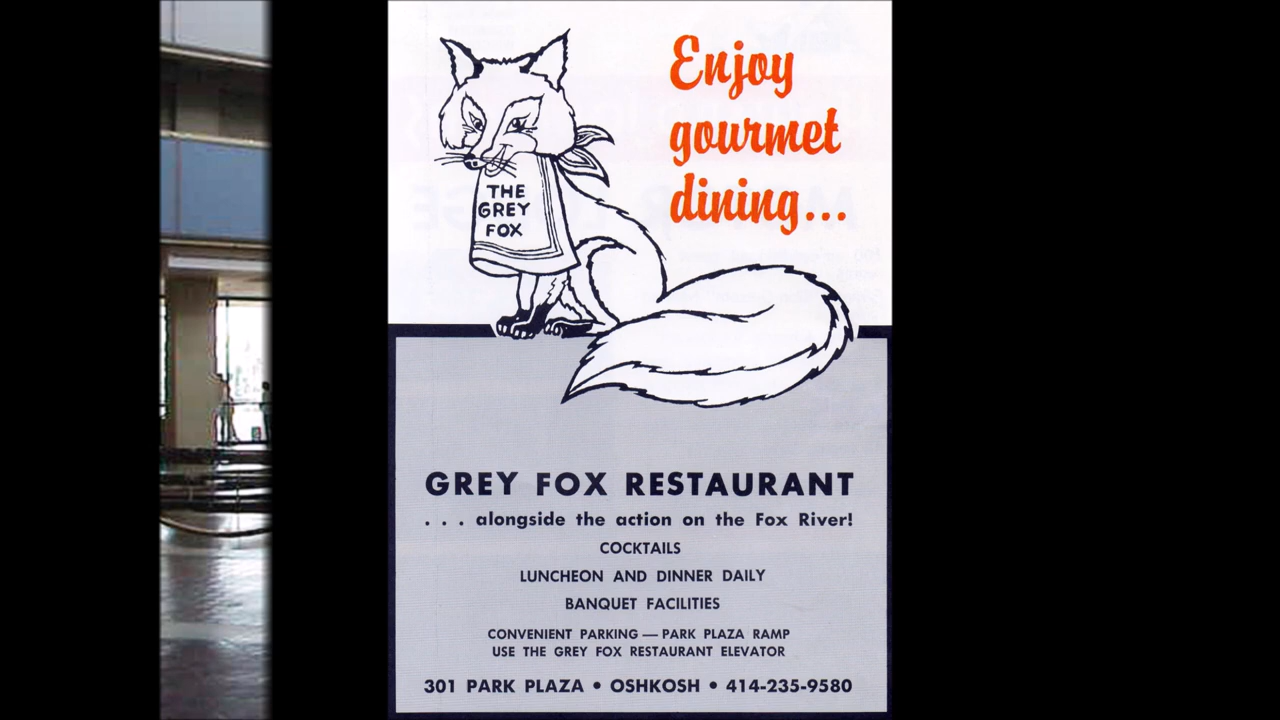 Enjoy
gourmet
dining...
THE
GREY
FOX
GREY FOX RESTAURANT
. . . alongside the action on the Fox River!
COCKTAILS
LUNCHEON AND DINNER DAILY
BANQUET FACILITIES
CONVENIENT PARKING — PARK PLAZA RAMP
USE THE GREY FOX RESTAURANT ELEVATOR
301 PARK PLAZA • OSHKOSH • 414-235-9580